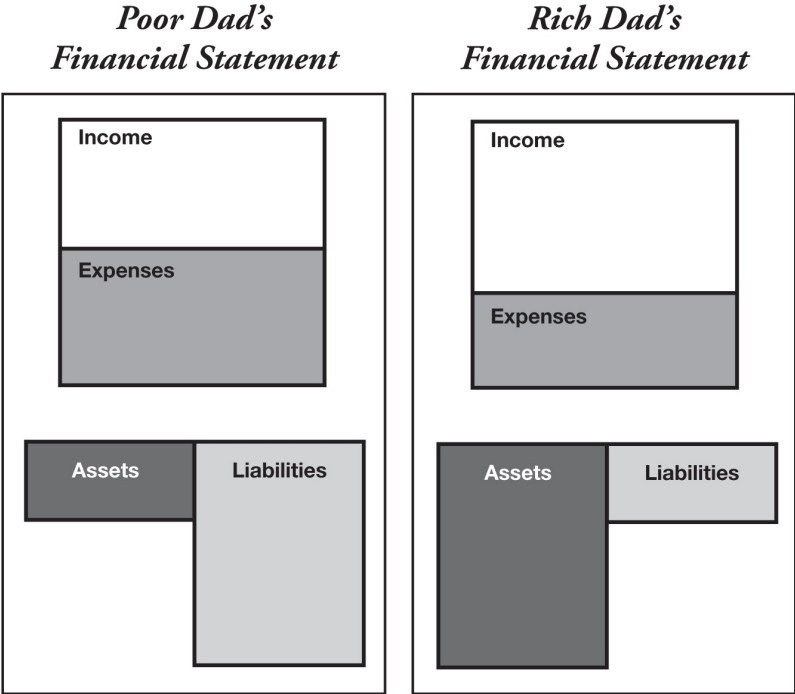 Poor Dad's
Financial Statement
Income
Expenses
Assets
Liabilities
Rich Dad's
Financial Statement
Income
Expenses
Assets
Liabilities